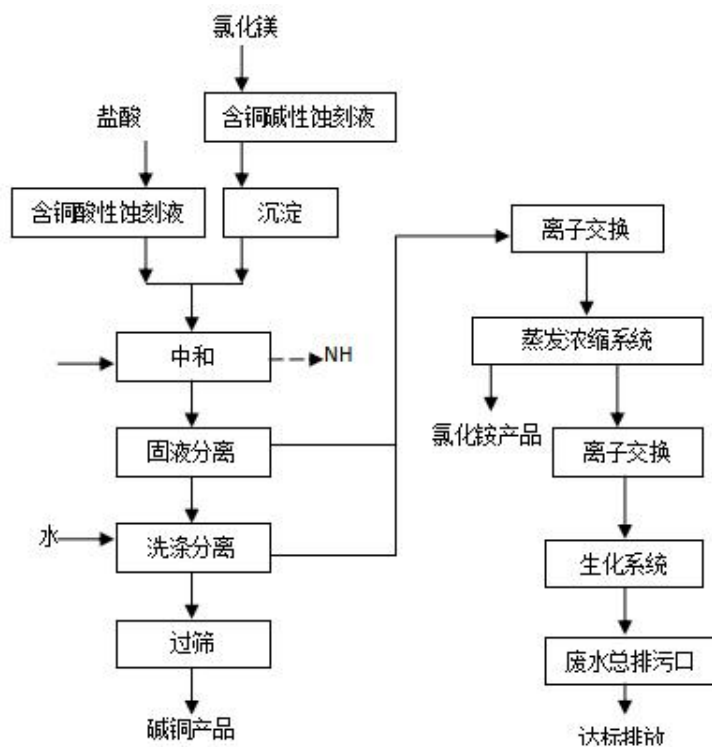 氯化镁
盐酸
含铜碱性蚀刻液
含铜酸性蚀刻液
沉淀
离子交换
中和
NH
蒸发浓缩系统
氯化铵产品
固液分离
离子交换
水
洗涤分离
生化系统
过筛
废水总排污口
碱铜产品
达标排放